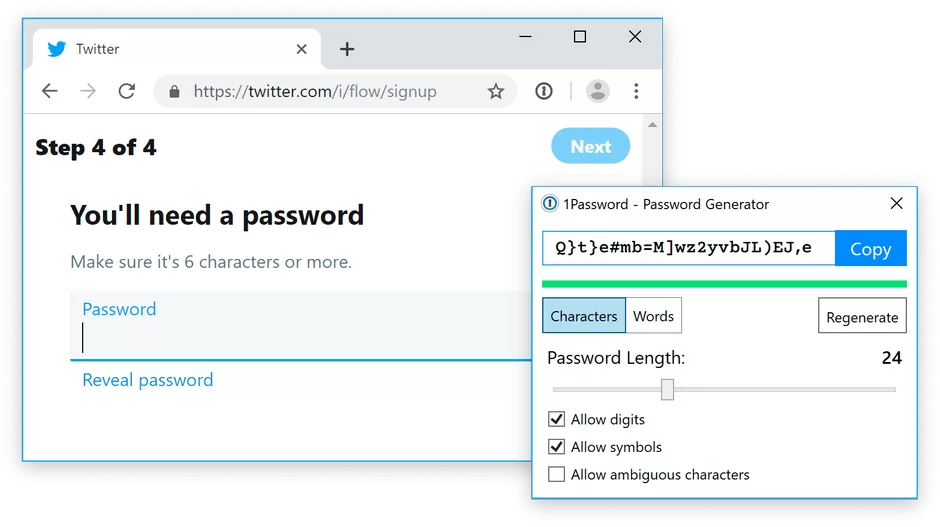 Twitter
https://twitter.com/i/flow/signup
Step 4 of 4
Next
You'll need a password
Make sure it's 6 characters or more.
Password
Reveal password
1Password - Password Generator
Q}t}e#mb=M]wz2yvbJL)EJ,e
Copy
Characters
Words
Regenerate
Password Length:
24
Allow digits
Allow symbols
Allow ambiguous characters